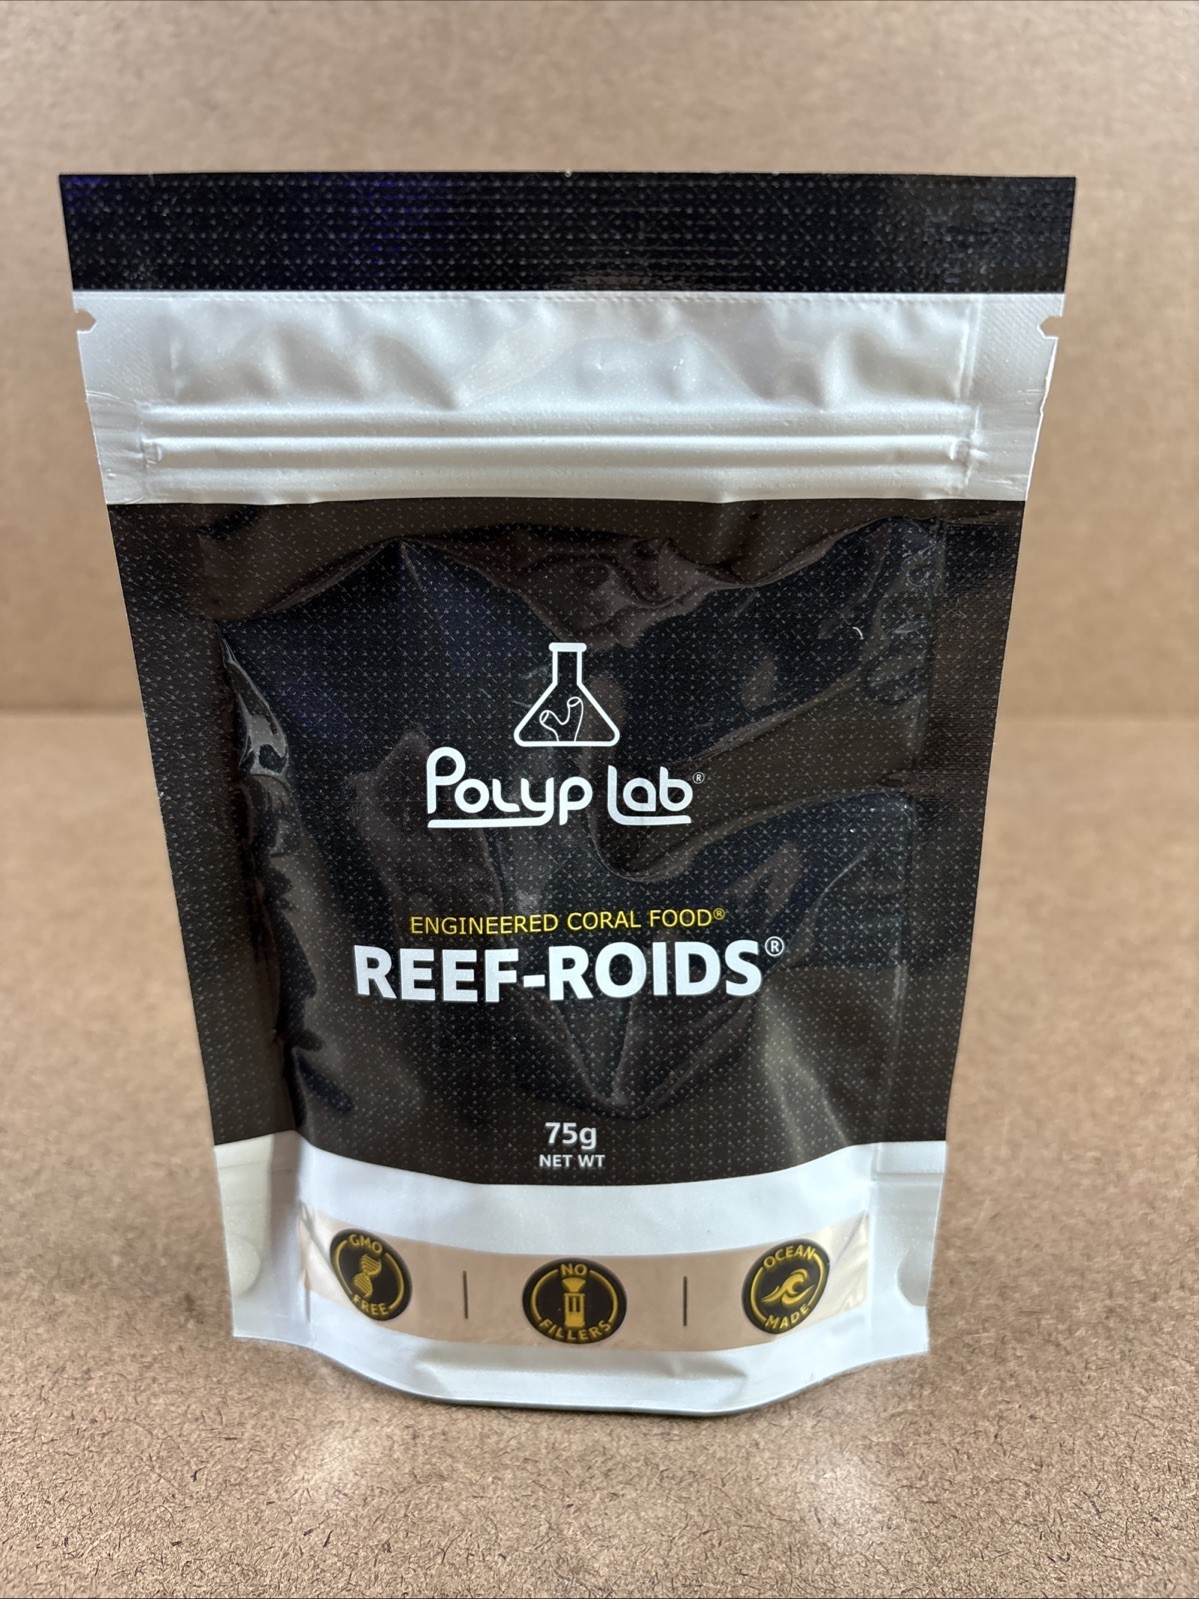 Polyp Lab®
ENGINEERED CORAL FOOD®
REEF-ROIDS®
75g
NET WT
GMO
FREE
NO
FILLERS
OCEAN
MADE